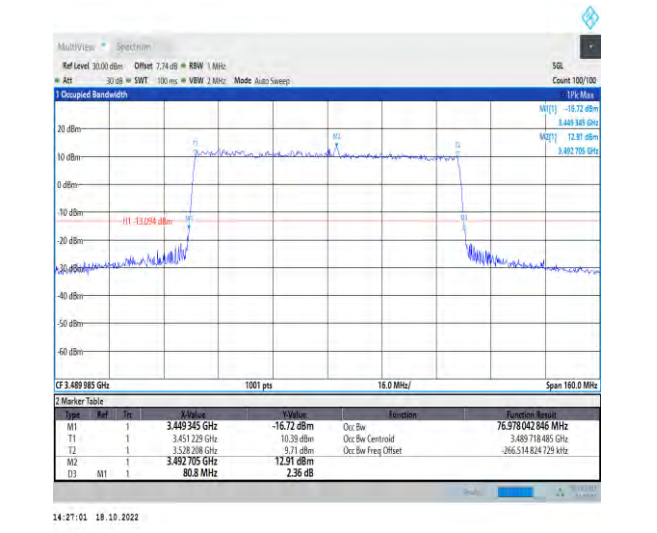 MultiView Spectrum
Ref Level 30.00 dBm Offset 7.74 dB RBW 1 MHz SGL
Att 30 dB SWT 100 ms VBW 2 MHz Mode Auto Sweep Count 100/100
1 Occupied Bandwidth 1Pk Max
M1[1] -16.72 dBm
3.449 345 GHz
M2[1] 12.91 dBm
3.492 705 GHz
20 dBm
M2
T1
T2
10 dBm
0 dBm
-10 dBm
H1 -13.094 dBm
M1
D3
-20 dBm
-30 dBm
-40 dBm
-50 dBm
-60 dBm
CF 3.489 985 GHz 1001 pts 16.0 MHz/ Span 160.0 MHz
2 Marker Table
Type Ref Trc X-Value Y-Value Function Function Result
M1 1 3.449 345 GHz -16.72 dBm Occ Bw 76.978 042 846 MHz
T1 1 3.451 229 GHz 10.39 dBm Occ Bw Centroid 3.489 718 485 GHz
T2 1 3.528 208 GHz 9.71 dBm Occ Bw Freq Offset -266.514 824 729 kHz
M2 1 3.492 705 GHz 12.91 dBm
D3 M1 1 80.8 MHz 2.36 dB
Ready
14:27:01 18.10.2022